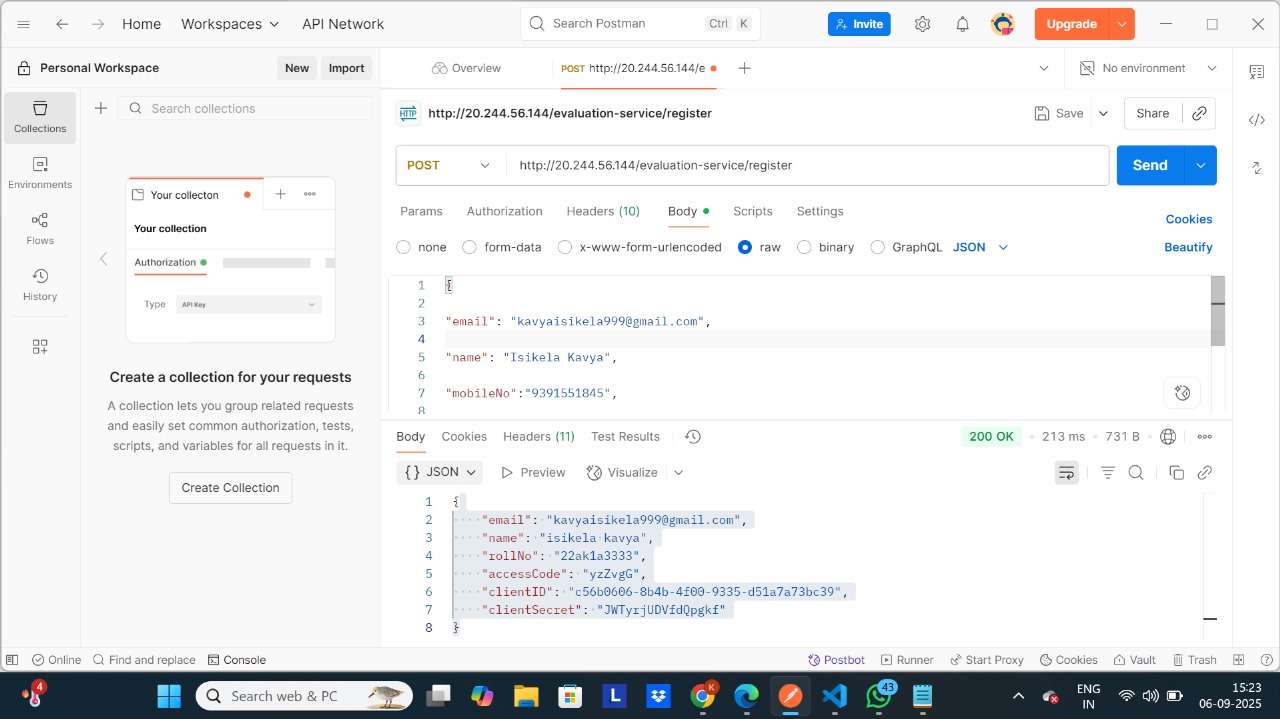 Home Workspaces API Network Search Postman Ctrl K Invite Upgrade
Personal Workspace New Import
Overview POST http://20.244.56.144/e No environment
Collections
Environments
Flows
History
Search collections
Your collecton
Your collection
Authorization
Type API Key
Create a collection for your requests
A collection lets you group related requests
and easily set common authorization, tests,
scripts, and variables for all requests in it.
Create Collection
HTTP http://20.244.56.144/evaluation-service/register Save Share
POST http://20.244.56.144/evaluation-service/register Send
Params Authorization Headers (10) Body Scripts Settings Cookies
none form-data x-www-form-urlencoded raw binary GraphQL JSON Beautify
1 {
2
3 "email": "kavyaisikela999@gmail.com",
4
5 "name": "Isikela Kavya",
6
7 "mobileNo":"9391551845",
8
Body Cookies Headers (11) Test Results 200 OK 213 ms 731 B
{} JSON Preview Visualize
1 {
2 "email": "kavyaisikela999@gmail.com",
3 "name": "isikela kavya",
4 "rollNo": "22ak1a3333",
5 "accessCode": "yzZvgG",
6 "clientID": "c56b0606-8b4b-4f00-9335-d51a7a73bc39",
7 "clientSecret": "JWTyrjUDVfdQpgkf"
8 }
Online Find and replace Console Postbot Runner Start Proxy Cookies Vault Trash
4 Search web & PC L K 43 ENG IN 15:23 06-09-2025